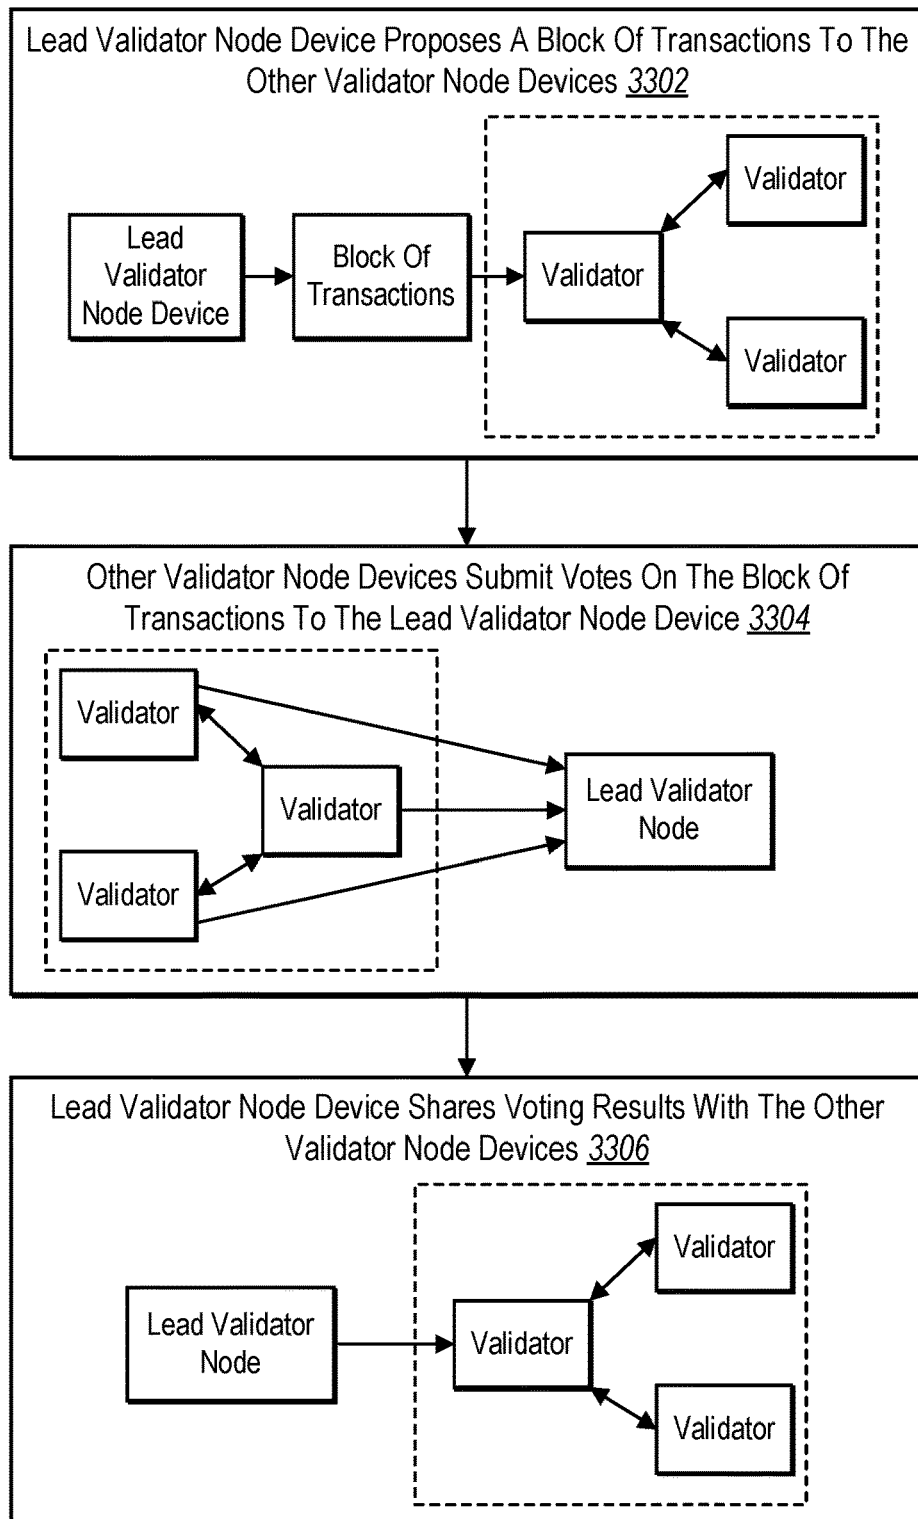 Lead Validator Node Device Proposes A Block Of Transactions To The
Other Validator Node Devices 3302
Lead
Validator
Node Device
Block Of
Transactions
Validator
Validator
Validator
Other Validator Node Devices Submit Votes On The Block Of
Transactions To The Lead Validator Node Device 3304
Validator
Validator
Validator
Lead Validator
Node
Lead Validator Node Device Shares Voting Results With The Other
Validator Node Devices 3306
Lead Validator
Node
Validator
Validator
Validator